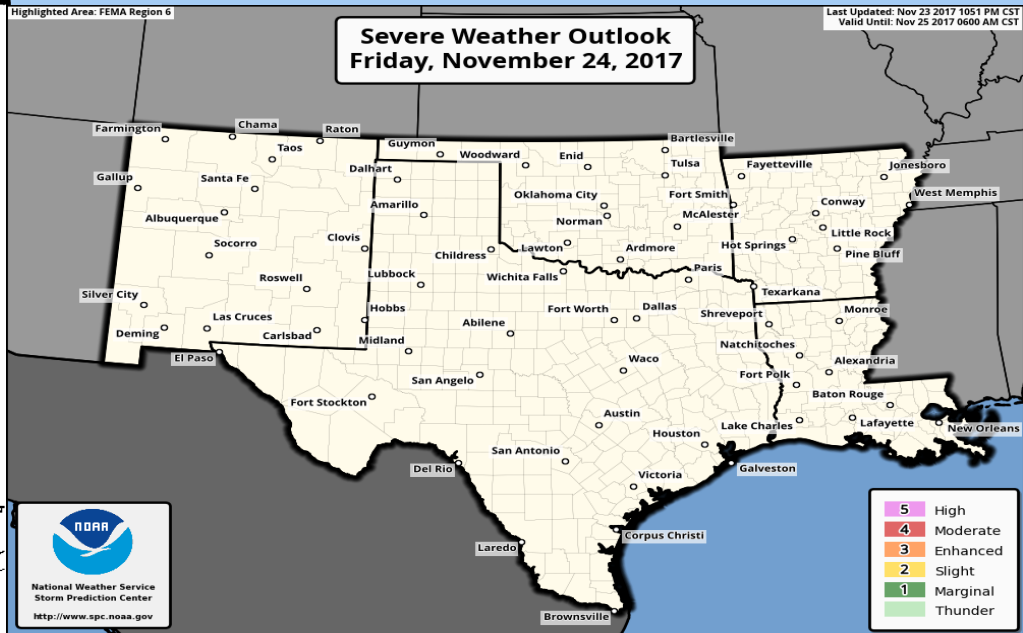 Highlighted Area: FEMA Region 6
Last Updated: Nov 23 2017 1051 PM CST
Valid Until: Nov 25 2017 0600 AM CST
Severe Weather Outlook
Friday, November 24, 2017
Farmington
Chama
Raton
Guymon
Bartlesville
Taos
Woodward
Enid
Tulsa
Fayetteville
Jonesboro
Gallup
Santa Fe
Dalhart
Oklahoma City
Fort Smith
West Memphis
Albuquerque
Amarillo
Norman
McAlester
Conway
Socorro
Clovis
Childress
Lawton
Ardmore
Hot Springs
Little Rock
Pine Bluff
Roswell
Lubbock
Wichita Falls
Paris
Texarkana
Silver City
Las Cruces
Hobbs
Abilene
Fort Worth
Dallas
Shreveport
Monroe
Deming
Carlsbad
Midland
Natchitoches
El Paso
San Angelo
Waco
Fort Polk
Alexandria
Fort Stockton
Austin
Baton Rouge
Lake Charles
Lafayette
New Orleans
Houston
San Antonio
Del Rio
Victoria
Galveston
Laredo
Corpus Christi
Brownsville
NOAA
National Weather Service
Storm Prediction Center
http://www.spc.noaa.gov
5 High
4 Moderate
3 Enhanced
2 Slight
1 Marginal
Thunder